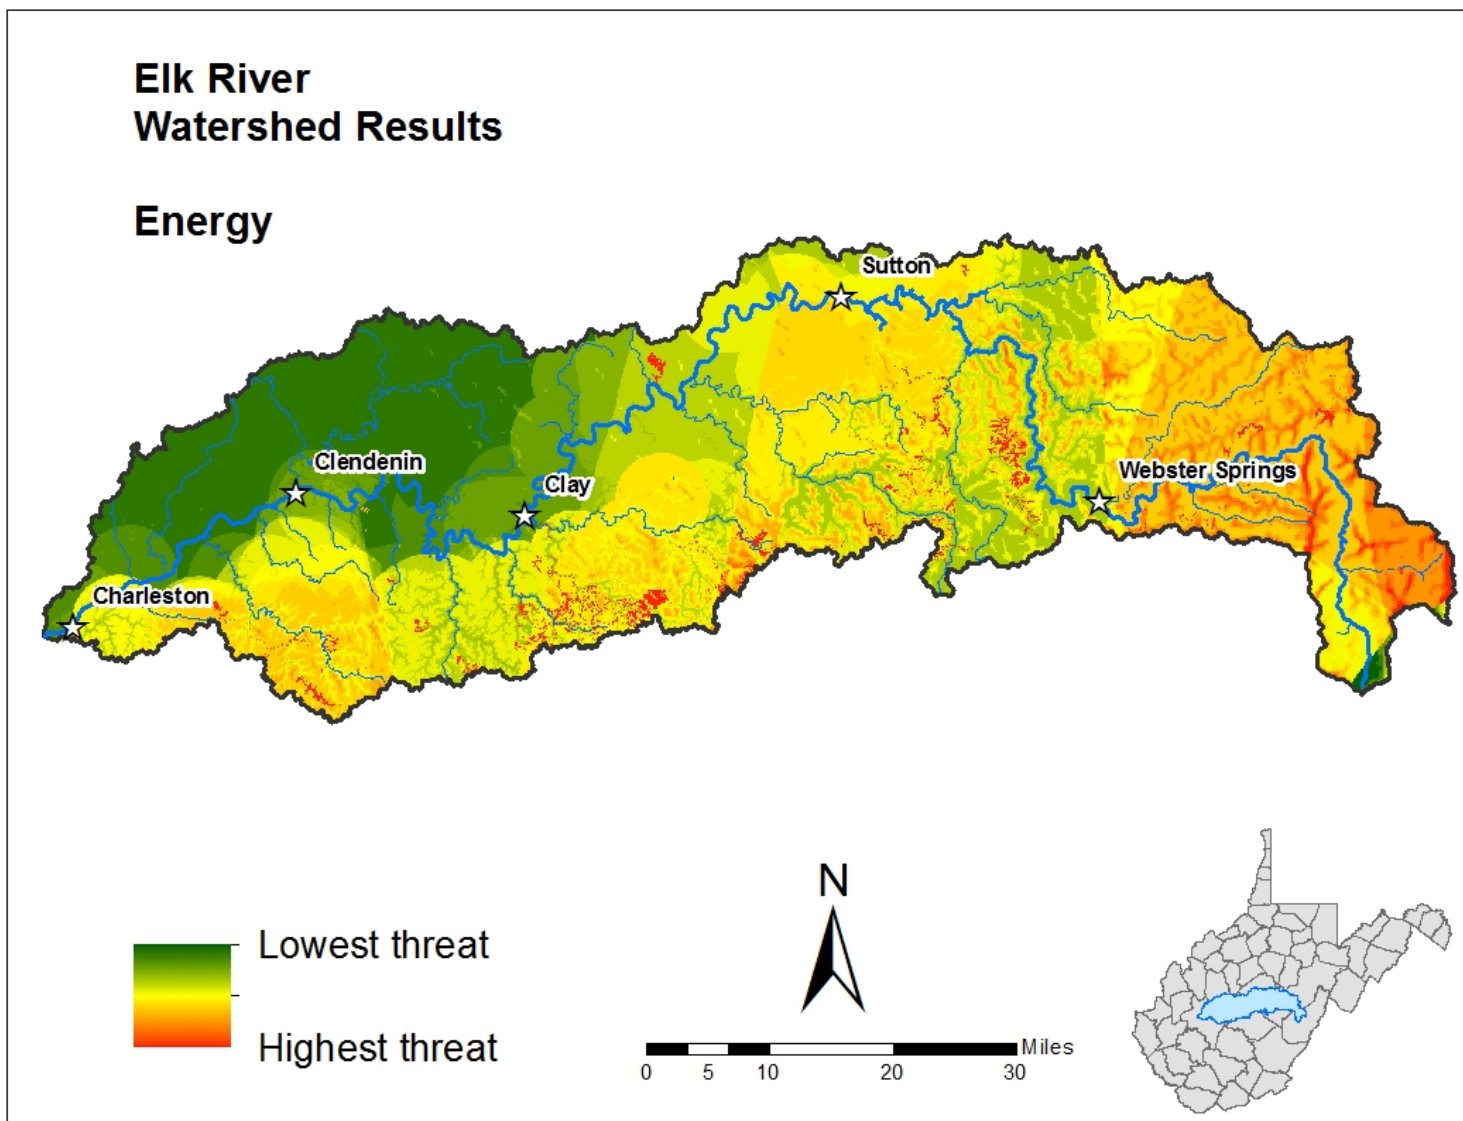 Elk River
Watershed Results
Energy
Sutton
Clendenin
Clay
Webster Springs
Charleston
N
Lowest threat
Highest threat
Miles
0 5 10 20 30